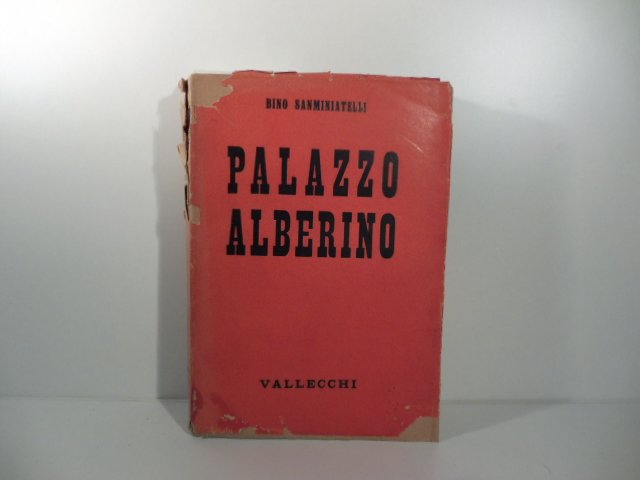 BINO SANMINIATELLI
PALAZZO
ALBERINO
VALLECCHI